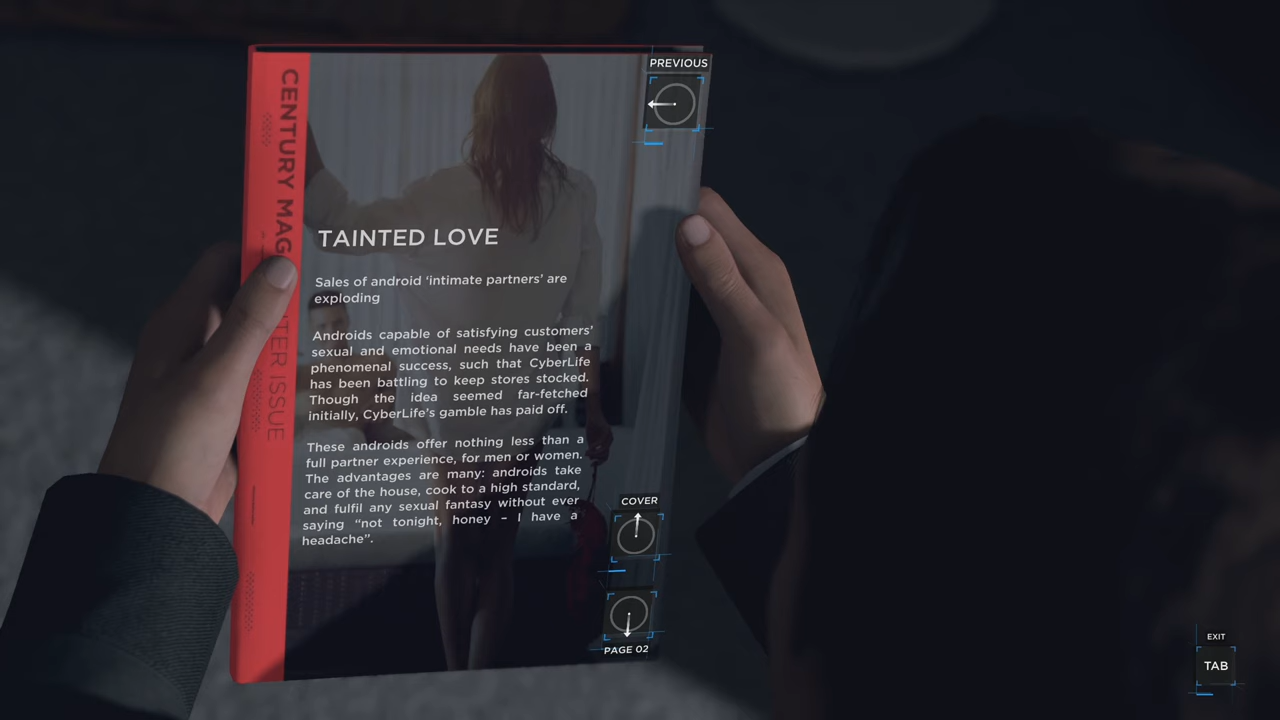 PREVIOUS
CENTURY MAG
TER ISSUE
TAINTED LOVE
Sales of android ‘intimate partners’ are
exploding
Androids capable of satisfying customers’
sexual and emotional needs have been a
phenomenal success, such that CyberLife
has been battling to keep stores stocked.
Though the idea seemed far-fetched
initially, CyberLife’s gamble has paid off.
These androids offer nothing less than a
full partner experience, for men or women.
The advantages are many: androids take
care of the house, cook to a high standard,
and fulfil any sexual fantasy without ever
saying “not tonight, honey – I have a
headache”.
COVER
PAGE 02
EXIT
TAB